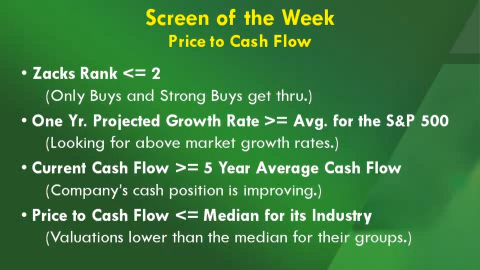 Screen of the Week
Price to Cash Flow
• Zacks Rank <= 2
(Only Buys and Strong Buys get thru.)
• One Yr. Projected Growth Rate >= Avg. for the S&P 500
(Looking for above market growth rates.)
• Current Cash Flow >= 5 Year Average Cash Flow
(Company's cash position is improving.)
• Price to Cash Flow <= Median for its Industry
(Valuations lower than the median for their groups.)